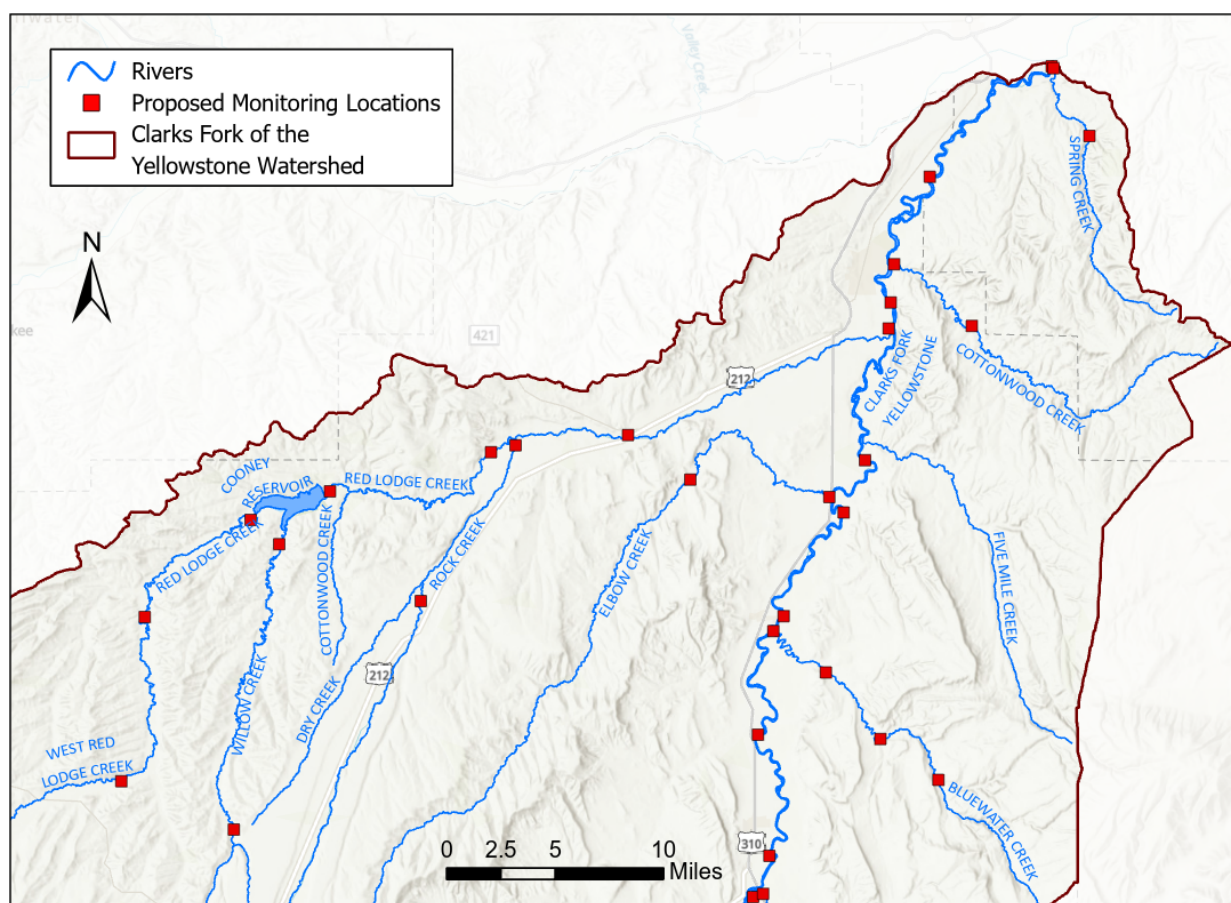 Rivers
Proposed Monitoring Locations
Clarks Fork of the
Yellowstone Watershed
Valley Creek
N
421
212
SPRING CREEK
CLARKS FORK
YELLOWSTONE
COTTONWOOD CREEK
COONEY
RESERVOIR
RED LODGE CREEK
RED LODGE CREEK
COTTONWOOD CREEK
ROCK CREEK
ELBOW CREEK
FIVE MILE CREEK
WILLOW CREEK
DRY CREEK
212
WEST RED
LODGE CREEK
BLUEWATER CREEK
310
0 2.5 5 10
Miles